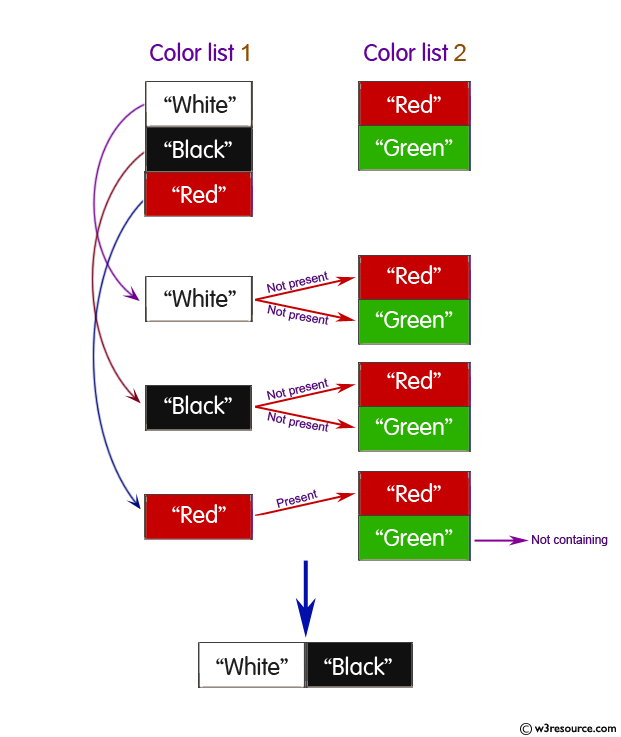 Color list 1
Color list 2
“White”
“Black”
“Red”
“Red”
“Green”
“White”
Not present
Not present
“Red”
“Green”
“Black”
Not present
Not present
“Red”
“Green”
“Red”
Present
“Red”
“Green”
Not containing
“White”
“Black”
© w3resource.com